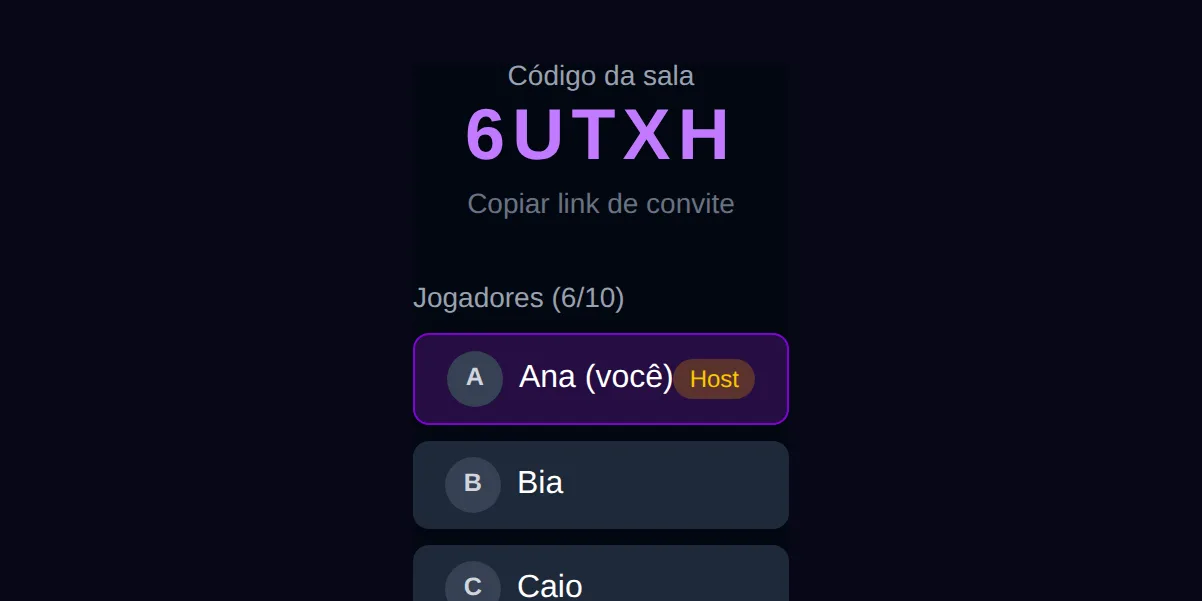 Código da sala
6UTXH
Copiar link de convite
Jogadores (6/10)
A Ana (você) Host
B Bia
C Caio